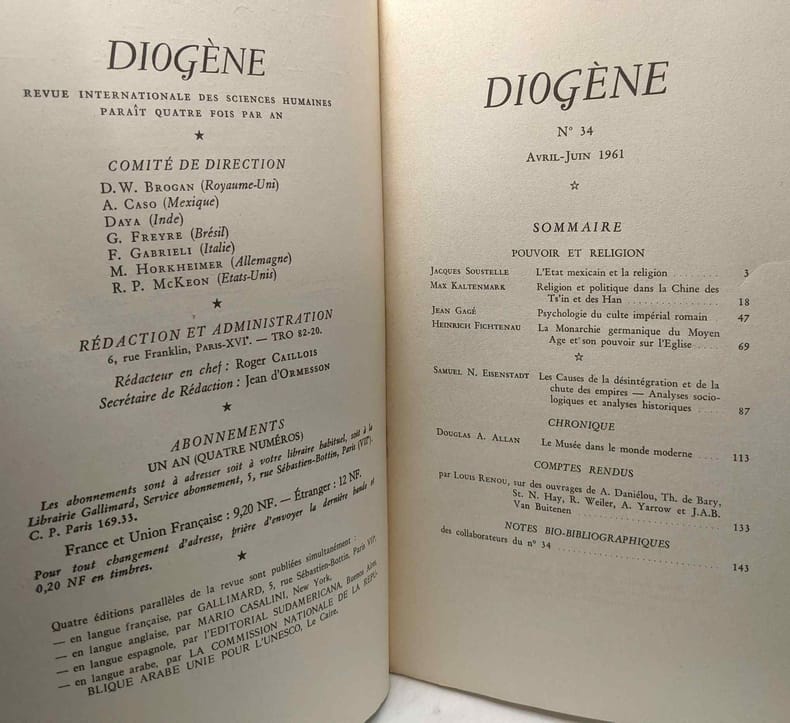 DIOGÈNE
REVUE INTERNATIONALE DES SCIENCES HUMAINES
PARAÎT QUATRE FOIS PAR AN
★
COMITÉ DE DIRECTION
D. W. BROGAN (Royaume-Uni)
A. CASO (Mexique)
DAYA (Inde)
G. FREYRE (Brésil)
F. GABRIELI (Italie)
M. HORKHEIMER (Allemagne)
R. P. MCKEON (Etats-Unis)
★
RÉDACTION ET ADMINISTRATION
6, rue Franklin, PARIS-XVIe. — TRO 82-20.
Rédacteur en chef : Roger CAILLOIS
Secrétaire de Rédaction : Jean d'ORMESSON
★
ABONNEMENTS
UN AN (QUATRE NUMÉROS)
Les abonnements sont à adresser soit à votre libraire habituel, soit à la
Librairie Gallimard, Service abonnement, 5, rue Sébastien-Bottin, Paris (VIIe).
C. P. Paris 169.33.
France et Union Française : 9,20 NF. — Étranger : 12 NF.
Pour tout changement d'adresse, prière d'envoyer la dernière bande et
0,20 NF en timbres.
★
Quatre éditions parallèles de la revue sont publiées simultanément :
— en langue française, par GALLIMARD, 5, rue Sébastien-Bottin, Paris VIIe.
— en langue anglaise, par MARIO CASALINI, New York.
— en langue espagnole, par l'EDITORIAL SUDAMERICANA, Buenos Aires.
— en langue arabe, par LA COMMISSION NATIONALE DE LA RÉPU-
BLIQUE ARABE UNIE POUR L'UNESCO, Le Caire.
DIOGÈNE
N° 34
AVRIL-JUIN 1961
☆
SOMMAIRE
POUVOIR ET RELIGION
JACQUES SOUSTELLE L'Etat mexicain et la religion ........ 3
MAX KALTENMARK Religion et politique dans la Chine des
Ts'in et des Han ........ 18
JEAN GAGÉ Psychologie du culte impérial romain ..... 47
HEINRICH FICHTENAU La Monarchie germanique du Moyen
Age et son pouvoir sur l'Eglise .... 69
☆
SAMUEL N. EISENSTADT Les Causes de la désintégration et de la
chute des empires — Analyses socio-
logiques et analyses historiques ..... 87
CHRONIQUE
DOUGLAS A. ALLAN Le Musée dans le monde moderne ..... 113
COMPTES RENDUS
par LOUIS RENOU, sur des ouvrages de A. Daniélou, Th. de Bary,
St. N. Hay, R. Weiler, A. Yarrow et J.A.B.
Van Buitenen ........ 133
NOTES BIO-BIBLIOGRAPHIQUES
des collaborateurs du n° 34 ........ 143